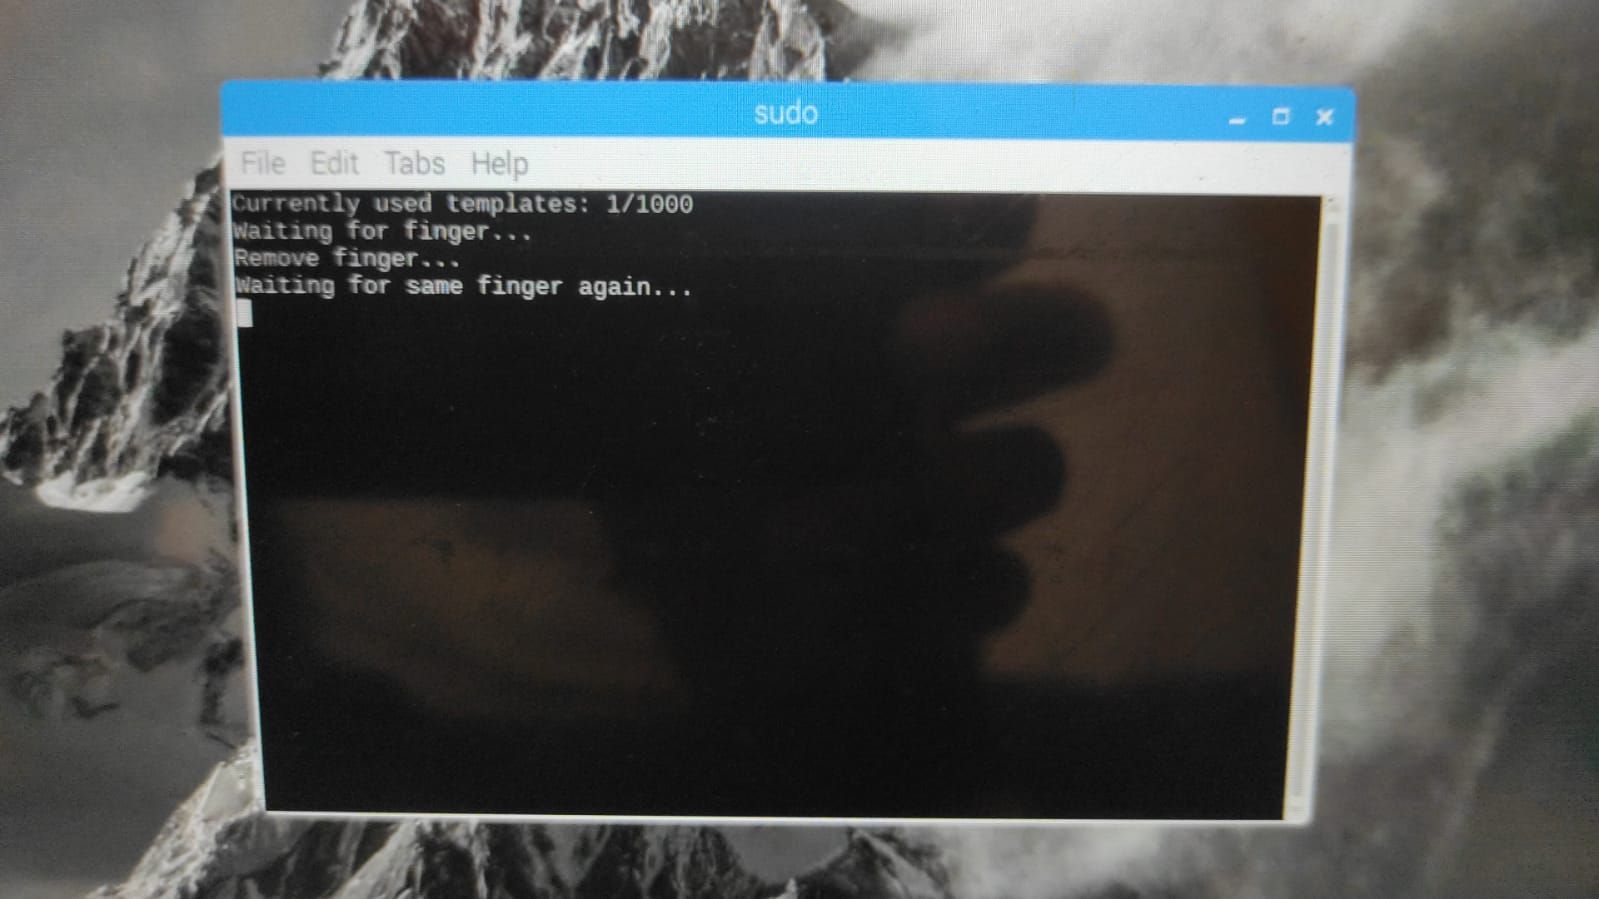 sudo
File Edit Tabs Help
Currently used templates: 1/1000
Waiting for finger...
Remove finger...
Waiting for same finger again...